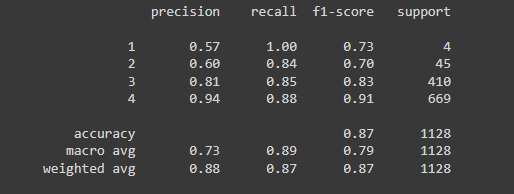 precision recall f1-score support
1 0.57 1.00 0.73 4
2 0.60 0.84 0.70 45
3 0.81 0.85 0.83 410
4 0.94 0.88 0.91 669
accuracy 0.87 1128
macro avg 0.73 0.89 0.79 1128
weighted avg 0.88 0.87 0.87 1128